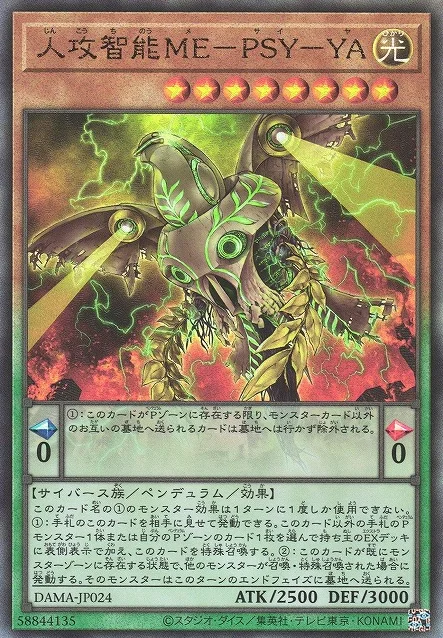 人攻智能ME－PSY－YA
光
①:このカードがPゾーンに存在する限り、モンスターカード以外
のお互いの墓地へ送られるカードは墓地へは行かず除外される。
0
0
【サイバース族／ペンデュラム／効果】
このカード名の①のモンスター効果は1ターンに1度しか使用できない。
①:手札のこのカードを相手に見せて発動できる。このカード以外の手札のP
モンスター1体または自分のPゾーンのカード1枚を選んで持ち主のEXデッキ
に表側表示で加え、このカードを特殊召喚する。②:このカードが既にモンス
ターゾーンに存在する状態で、他のモンスターが召喚・特殊召喚された場合に
発動する。そのモンスターはこのターンのエンドフェイズに墓地へ送られる。
DAMA-JP024
ATK/2500 DEF/3000
58844135
©スタジオ・ダイス／集英社・テレビ東京・KONAMI